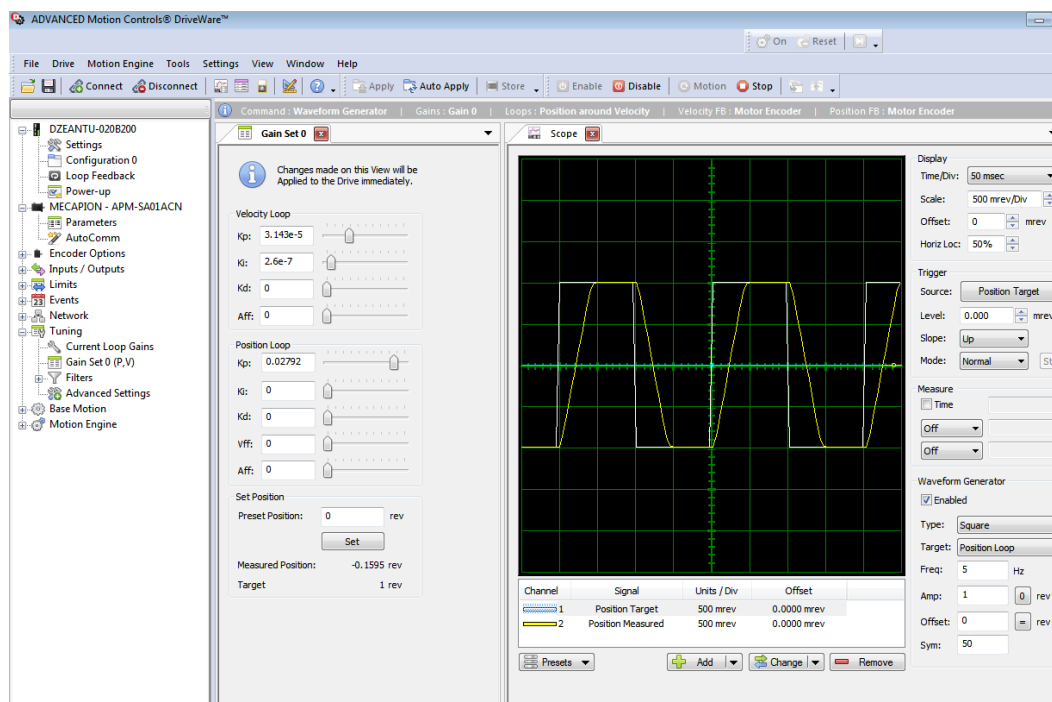 ADVANCED Motion Controls® DriveWare™
On Reset
File Drive Motion Engine Tools Settings View Window Help
Connect Disconnect Apply Auto Apply Store Enable Disable Motion Stop
Command : Waveform Generator | Gains : Gain 0 | Loops : Position around Velocity | Velocity FB : Motor Encoder | Position FB : Motor Encoder
DZEANTU-020B200
Settings
Configuration 0
Loop Feedback
Power-up
MECAPION - APM-SA01ACN
Parameters
AutoComm
Encoder Options
Inputs / Outputs
Limits
23 Events
Network
Tuning
Current Loop Gains
Gain Set 0 (P,V)
Filters
Advanced Settings
Base Motion
Motion Engine
Gain Set 0
Changes made on this View will be
Applied to the Drive immediately.
Velocity Loop
Kp: 3.143e-5
Ki: 2.6e-7
Kd: 0
Aff: 0
Position Loop
Kp: 0.02792
Ki: 0
Kd: 0
Vff: 0
Aff: 0
Set Position
Preset Position: 0 rev
Set
Measured Position: -0.1595 rev
Target 1 rev
Scope
Channel Signal Units / Div Offset
1 Position Target 500 mrev 0.0000 mrev
2 Position Measured 500 mrev 0.0000 mrev
Presets Add Change Remove
Display
Time/Div: 50 msec
Scale: 500 mrev/Div
Offset: 0 mrev
Horiz Loc: 50%
Trigger
Source: Position Target
Level: 0.000 mrev
Slope: Up
Mode: Normal St
Measure
Time
Off
Off
Waveform Generator
Enabled
Type: Square
Target: Position Loop
Freq: 5 Hz
Amp: 1 0 rev
Offset: 0 = rev
Sym: 50